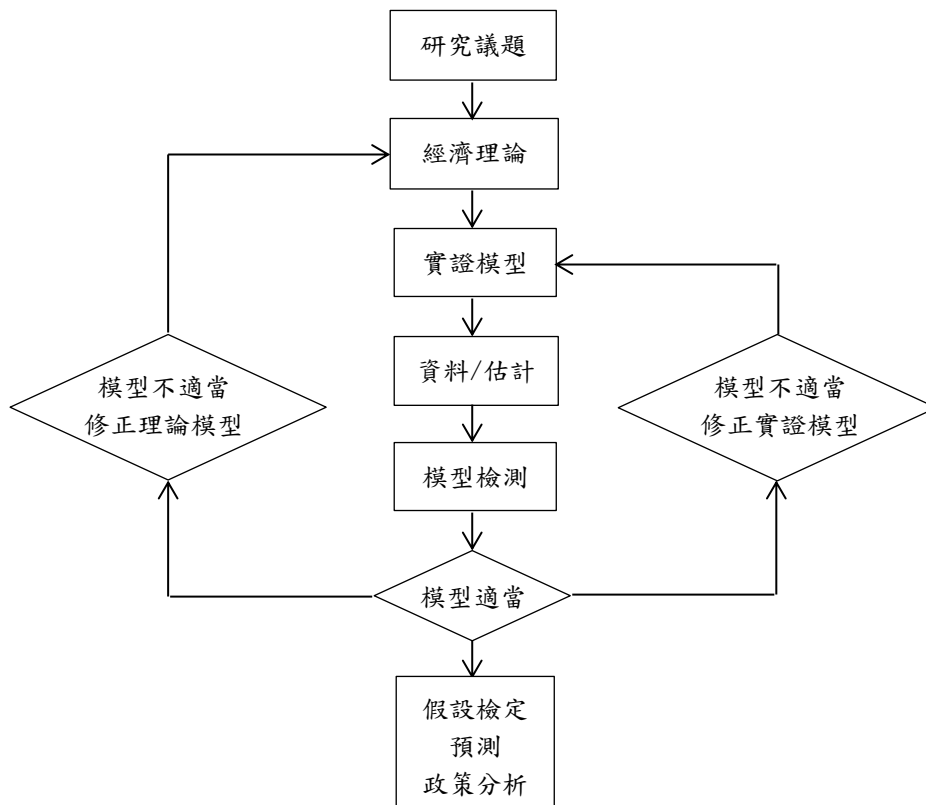 研究議題
經濟理論
實證模型
資料/估計
模型不適當
修正理論模型
模型不適當
修正實證模型
模型檢測
模型適當
假設檢定
預測
政策分析